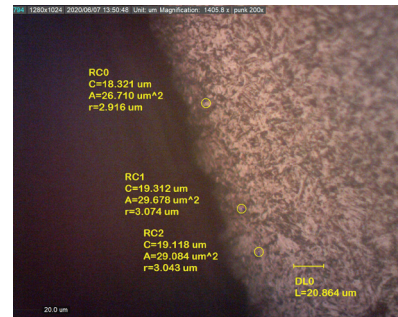 794 1280x1024 2020/06/07 13:50:48 Unit: um Magnification: 1405.8 x | punk 200x
RC0
C=18.321 um
A=26.710 um^2
r=2.916 um
RC1
C=19.312 um
A=29.678 um^2
r=3.074 um
RC2
C=19.118 um
A=29.084 um^2
r=3.043 um
DL0
L=20.864 um
20.0 um